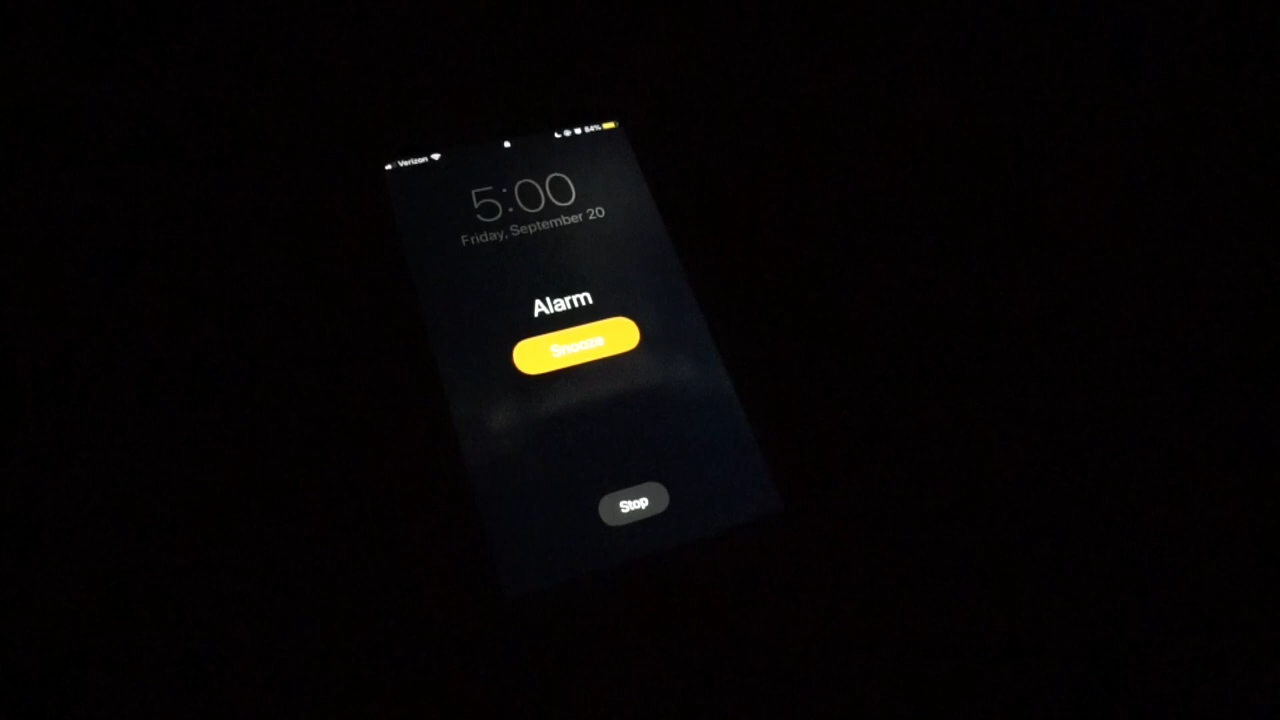 Verizon 84%
5:00
Friday, September 20
Alarm
Snooze
Stop